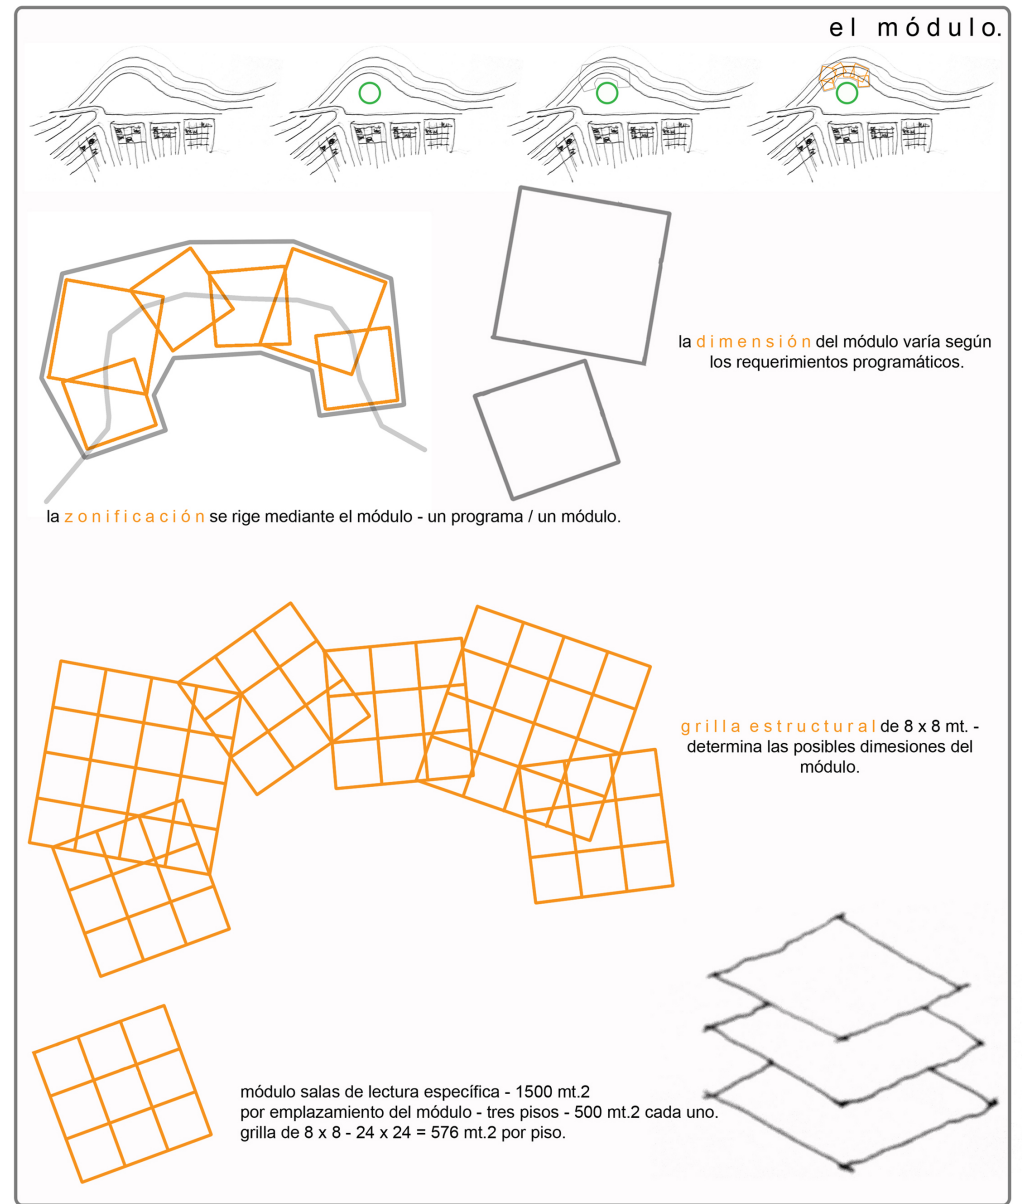 el módulo.
la dimensión del módulo varía según
los requerimientos programáticos.
la zonificación se rige mediante el módulo - un programa / un módulo.
grilla estructural de 8 x 8 mt. -
determina las posibles dimesiones del
módulo.
módulo salas de lectura específica - 1500 mt.2
por emplazamiento del módulo - tres pisos - 500 mt.2 cada uno.
grilla de 8 x 8 - 24 x 24 = 576 mt.2 por piso.